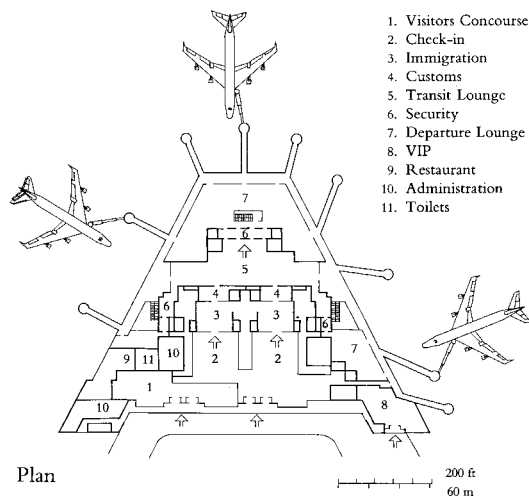 1. Visitors Concourse
2. Check-in
3. Immigration
4. Customs
5. Transit Lounge
6. Security
7. Departure Lounge
8. VIP
9. Restaurant
10. Administration
11. Toilets
7
6
5
4 4
6 3 3 6
9 11 10 2 2 7
1
10 8
Plan
200 ft
60 m